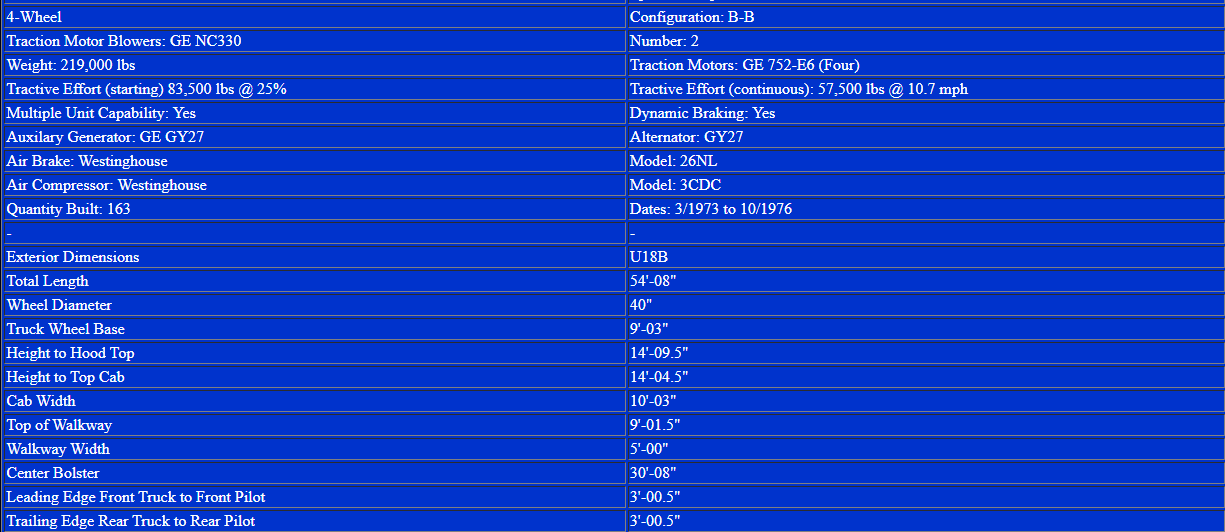 4-Wheel Configuration: B-B
Traction Motor Blowers: GE NC330 Number: 2
Weight: 219,000 lbs Traction Motors: GE 752-E6 (Four)
Tractive Effort (starting) 83,500 lbs @ 25% Tractive Effort (continuous): 57,500 lbs @ 10.7 mph
Multiple Unit Capability: Yes Dynamic Braking: Yes
Auxilary Generator: GE GY27 Alternator: GY27
Air Brake: Westinghouse Model: 26NL
Air Compressor: Westinghouse Model: 3CDC
Quantity Built: 163 Dates: 3/1973 to 10/1976
- -
Exterior Dimensions U18B
Total Length 54'-08"
Wheel Diameter 40"
Truck Wheel Base 9'-03"
Height to Hood Top 14'-09.5"
Height to Top Cab 14'-04.5"
Cab Width 10'-03"
Top of Walkway 9'-01.5"
Walkway Width 5'-00"
Center Bolster 30'-08"
Leading Edge Front Truck to Front Pilot 3'-00.5"
Trailing Edge Rear Truck to Rear Pilot 3'-00.5"